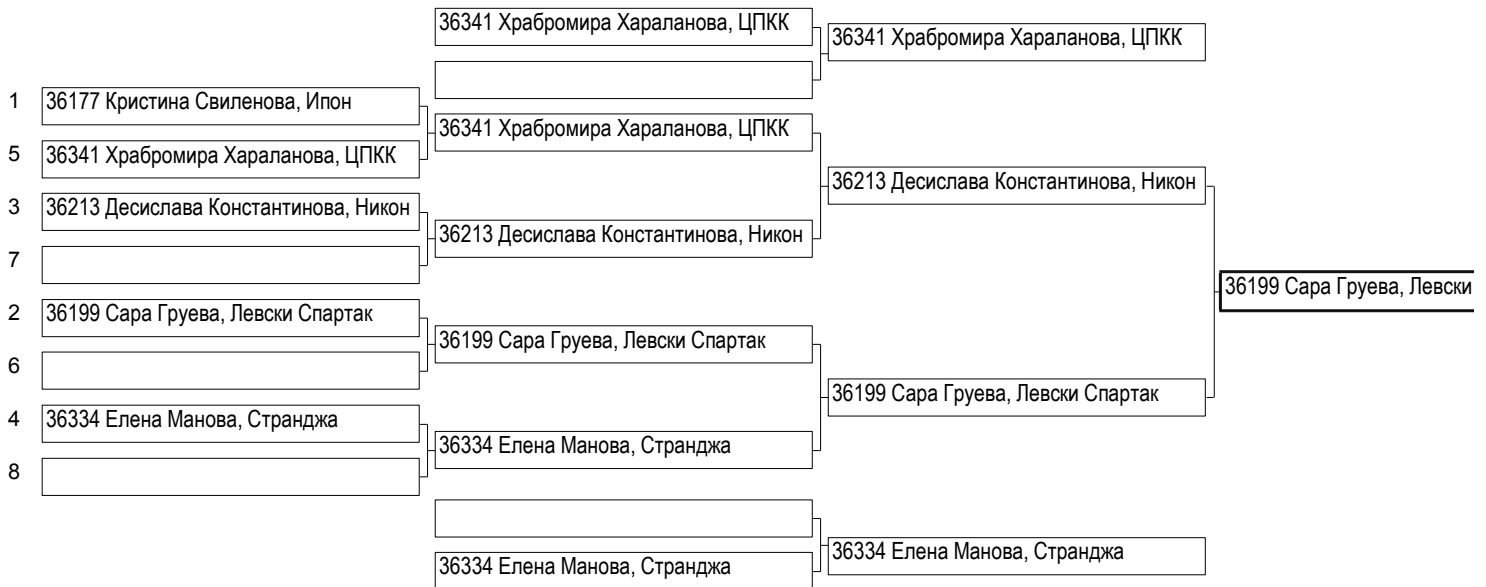 36341 Храбромира Хараланова, ЦПКК
36341 Храбромира Хараланова, ЦПКК
1 36177 Кристина Свиленова, Ипон
36341 Храбромира Хараланова, ЦПКК
5 36341 Храбромира Хараланова, ЦПКК
36213 Десислава Константинова, Никон
3 36213 Десислава Константинова, Никон
36213 Десислава Константинова, Никон
7
36199 Сара Груева, Левски
2 36199 Сара Груева, Левски Спартак
36199 Сара Груева, Левски Спартак
6
36199 Сара Груева, Левски Спартак
4 36334 Елена Манова, Странджа
36334 Елена Манова, Странджа
8
36334 Елена Манова, Странджа
36334 Елена Манова, Странджа